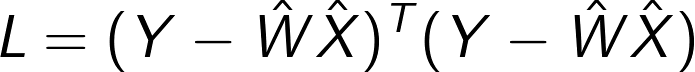 L = (Y − ŴX̂)ᵀ(Y − ŴX̂)